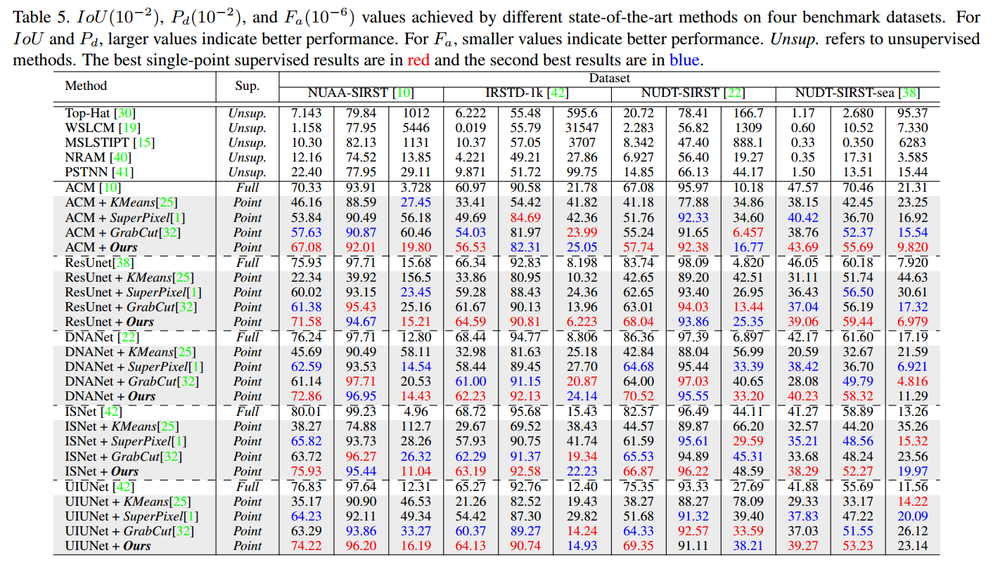 Table 5. IoU(10⁻²), P_d(10⁻²), and F_a(10⁻⁶) values achieved by different state-of-the-art methods on four benchmark datasets. For
IoU and P_d, larger values indicate better performance. For F_a, smaller values indicate better performance. Unsup. refers to unsupervised
methods. The best single-point supervised results are in red and the second best results are in blue.
Method Sup. Dataset
NUAA-SIRST [10] IRSTD-1k [42] NUDT-SIRST [22] NUDT-SIRST-sea [38]
Top-Hat [30] Unsup. 7.143 79.84 1012 6.222 55.48 595.6 20.72 78.41 166.7 1.17 2.680 95.37
WSLCM [19] Unsup. 1.158 77.95 5446 0.019 55.79 31547 2.283 56.82 1309 0.60 10.52 7.330
MSLSTIPT [15] Unsup. 10.30 82.13 1131 10.37 57.05 3707 8.342 47.40 888.1 0.33 0.350 6283
NRAM [40] Unsup. 12.16 74.52 13.85 4.221 49.21 27.86 6.927 56.40 19.27 0.35 17.31 3.585
PSTNN [41] Unsup. 22.40 77.95 29.11 9.871 51.72 99.75 14.85 66.13 44.17 1.50 13.51 15.44
ACM [10] Full 70.33 93.91 3.728 60.97 90.58 21.78 67.08 95.97 10.18 47.57 70.46 21.31
ACM + KMeans[25] Point 46.16 88.59 27.45 33.41 54.42 41.82 41.18 77.88 34.86 38.15 42.45 23.25
ACM + SuperPixel[1] Point 53.84 90.49 56.18 49.69 84.69 42.36 51.76 92.33 34.60 40.42 36.70 16.92
ACM + GrabCut[32] Point 57.63 90.87 60.46 54.03 81.97 23.99 55.24 91.65 6.457 38.76 52.37 15.54
ACM + Ours Point 67.08 92.01 19.80 56.53 82.31 25.05 57.74 92.38 16.77 43.69 55.69 9.820
ResUnet[38] Full 75.93 97.71 15.68 66.34 92.83 8.198 83.74 98.09 4.820 46.05 60.18 7.920
ResUnet + KMeans[25] Point 22.34 39.92 156.5 33.86 80.95 10.32 42.65 89.20 42.51 31.11 51.74 44.63
ResUnet + SuperPixel[1] Point 60.02 93.15 23.45 59.28 88.43 24.36 62.65 93.40 26.95 36.43 56.50 30.61
ResUnet + GrabCut[32] Point 61.38 95.43 25.16 61.67 90.13 13.96 63.01 94.03 13.44 37.04 56.19 17.32
ResUnet + Ours Point 71.58 94.67 15.21 64.59 90.81 6.223 68.04 93.86 25.35 39.06 59.44 6.979
DNANet [22] Full 76.24 97.71 12.80 68.44 94.77 8.806 86.36 97.39 6.897 42.17 61.60 17.19
DNANet + KMeans[25] Point 45.69 90.49 58.11 32.98 81.63 25.18 42.84 88.04 56.99 20.59 32.67 21.59
DNANet + SuperPixel[1] Point 62.59 93.53 14.54 58.44 89.45 27.70 64.68 95.44 33.39 38.42 36.70 6.921
DNANet + GrabCut[32] Point 61.14 97.71 20.53 61.00 91.15 20.87 64.00 97.03 40.65 28.08 49.79 4.816
DNANet + Ours Point 72.86 96.95 14.43 62.23 92.13 24.14 70.52 95.55 33.20 40.23 58.32 11.29
ISNet [42] Full 80.01 99.23 4.96 68.72 95.68 15.43 82.57 96.49 44.11 41.27 58.89 13.26
ISNet + KMeans[25] Point 38.27 74.88 112.7 29.67 69.52 38.43 44.57 89.87 66.20 32.57 44.20 35.26
ISNet + SuperPixel[1] Point 65.82 93.73 28.26 57.93 90.75 41.74 61.59 95.61 29.59 35.21 48.56 15.32
ISNet + GrabCut[32] Point 63.72 96.27 26.32 62.29 91.37 19.34 65.53 94.89 45.31 33.68 48.24 23.56
ISNet + Ours Point 75.93 95.44 11.04 63.19 92.58 22.23 66.87 96.22 48.59 38.29 52.27 19.97
UIUNet [42] Full 76.83 97.64 12.31 65.27 92.76 12.40 75.35 93.33 27.69 41.88 55.69 11.56
UIUNet + KMeans[25] Point 35.17 90.90 46.53 21.26 82.52 19.43 38.27 88.27 78.09 29.33 33.17 14.22
UIUNet + SuperPixel[1] Point 64.23 92.11 49.34 54.42 87.30 29.82 51.68 91.32 39.40 37.83 47.22 20.09
UIUNet + GrabCut[32] Point 63.29 93.86 33.27 60.37 89.27 14.24 64.33 92.57 33.59 37.03 51.55 26.12
UIUNet + Ours Point 74.22 96.20 16.19 64.13 90.74 14.93 69.35 91.11 38.21 39.27 53.23 23.14